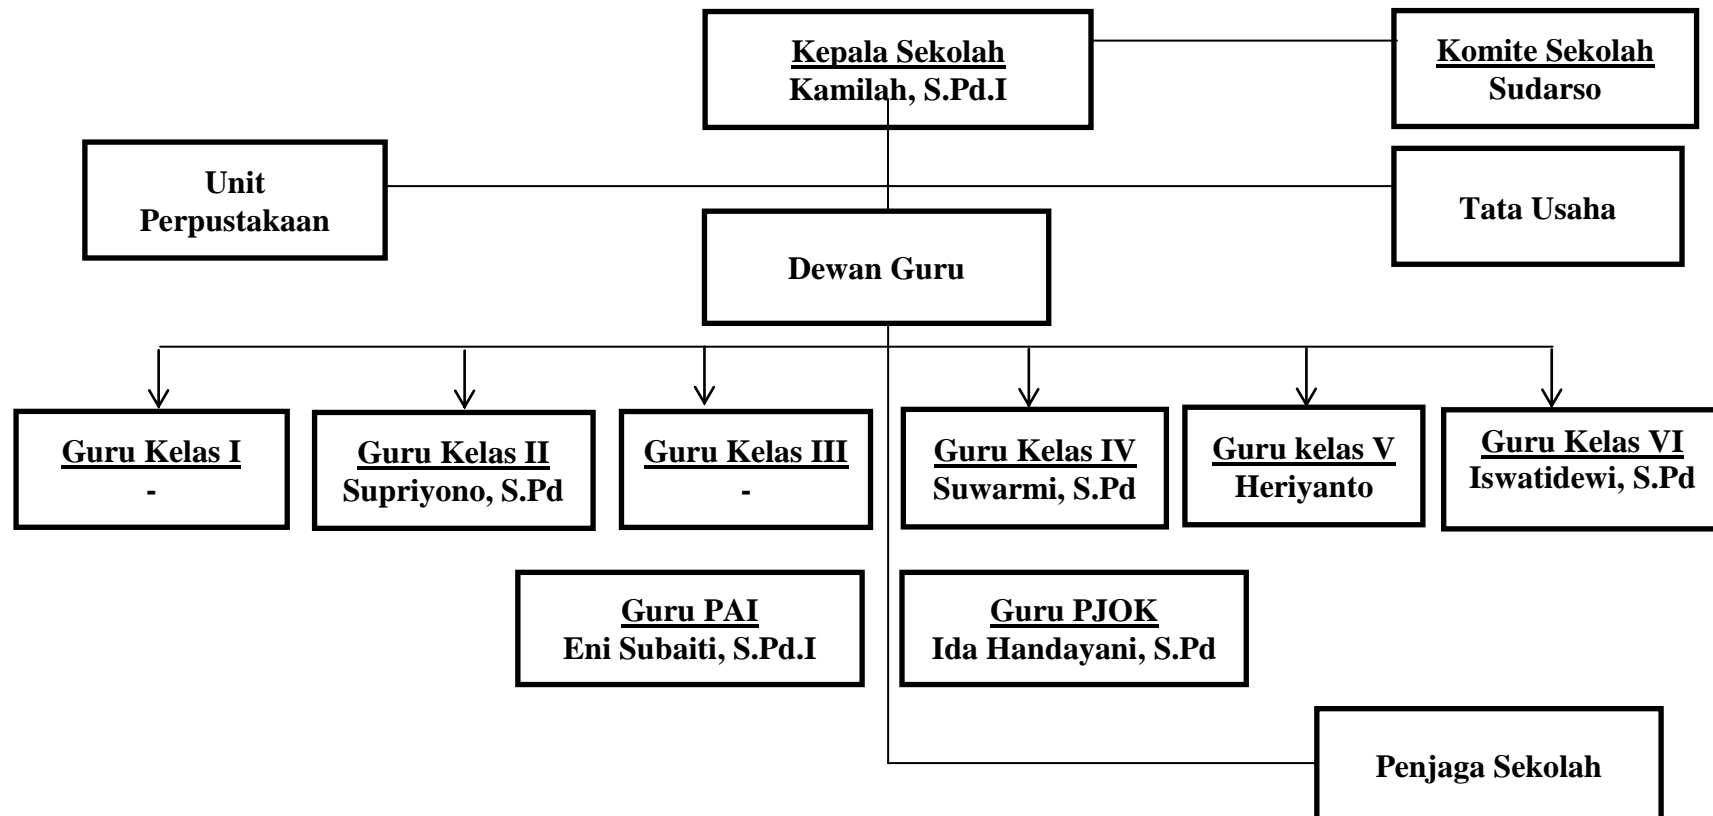 Kepala Sekolah
Kamilah, S.Pd.I
Komite Sekolah
Sudarso
Unit
Perpustakaan
Tata Usaha
Dewan Guru
Guru Kelas I
-
Guru Kelas II
Supriyono, S.Pd
Guru Kelas III
-
Guru Kelas IV
Suwarmi, S.Pd
Guru kelas V
Heriyanto
Guru Kelas VI
Iswatidewi, S.Pd
Guru PAI
Eni Subaiti, S.Pd.I
Guru PJOK
Ida Handayani, S.Pd
Penjaga Sekolah